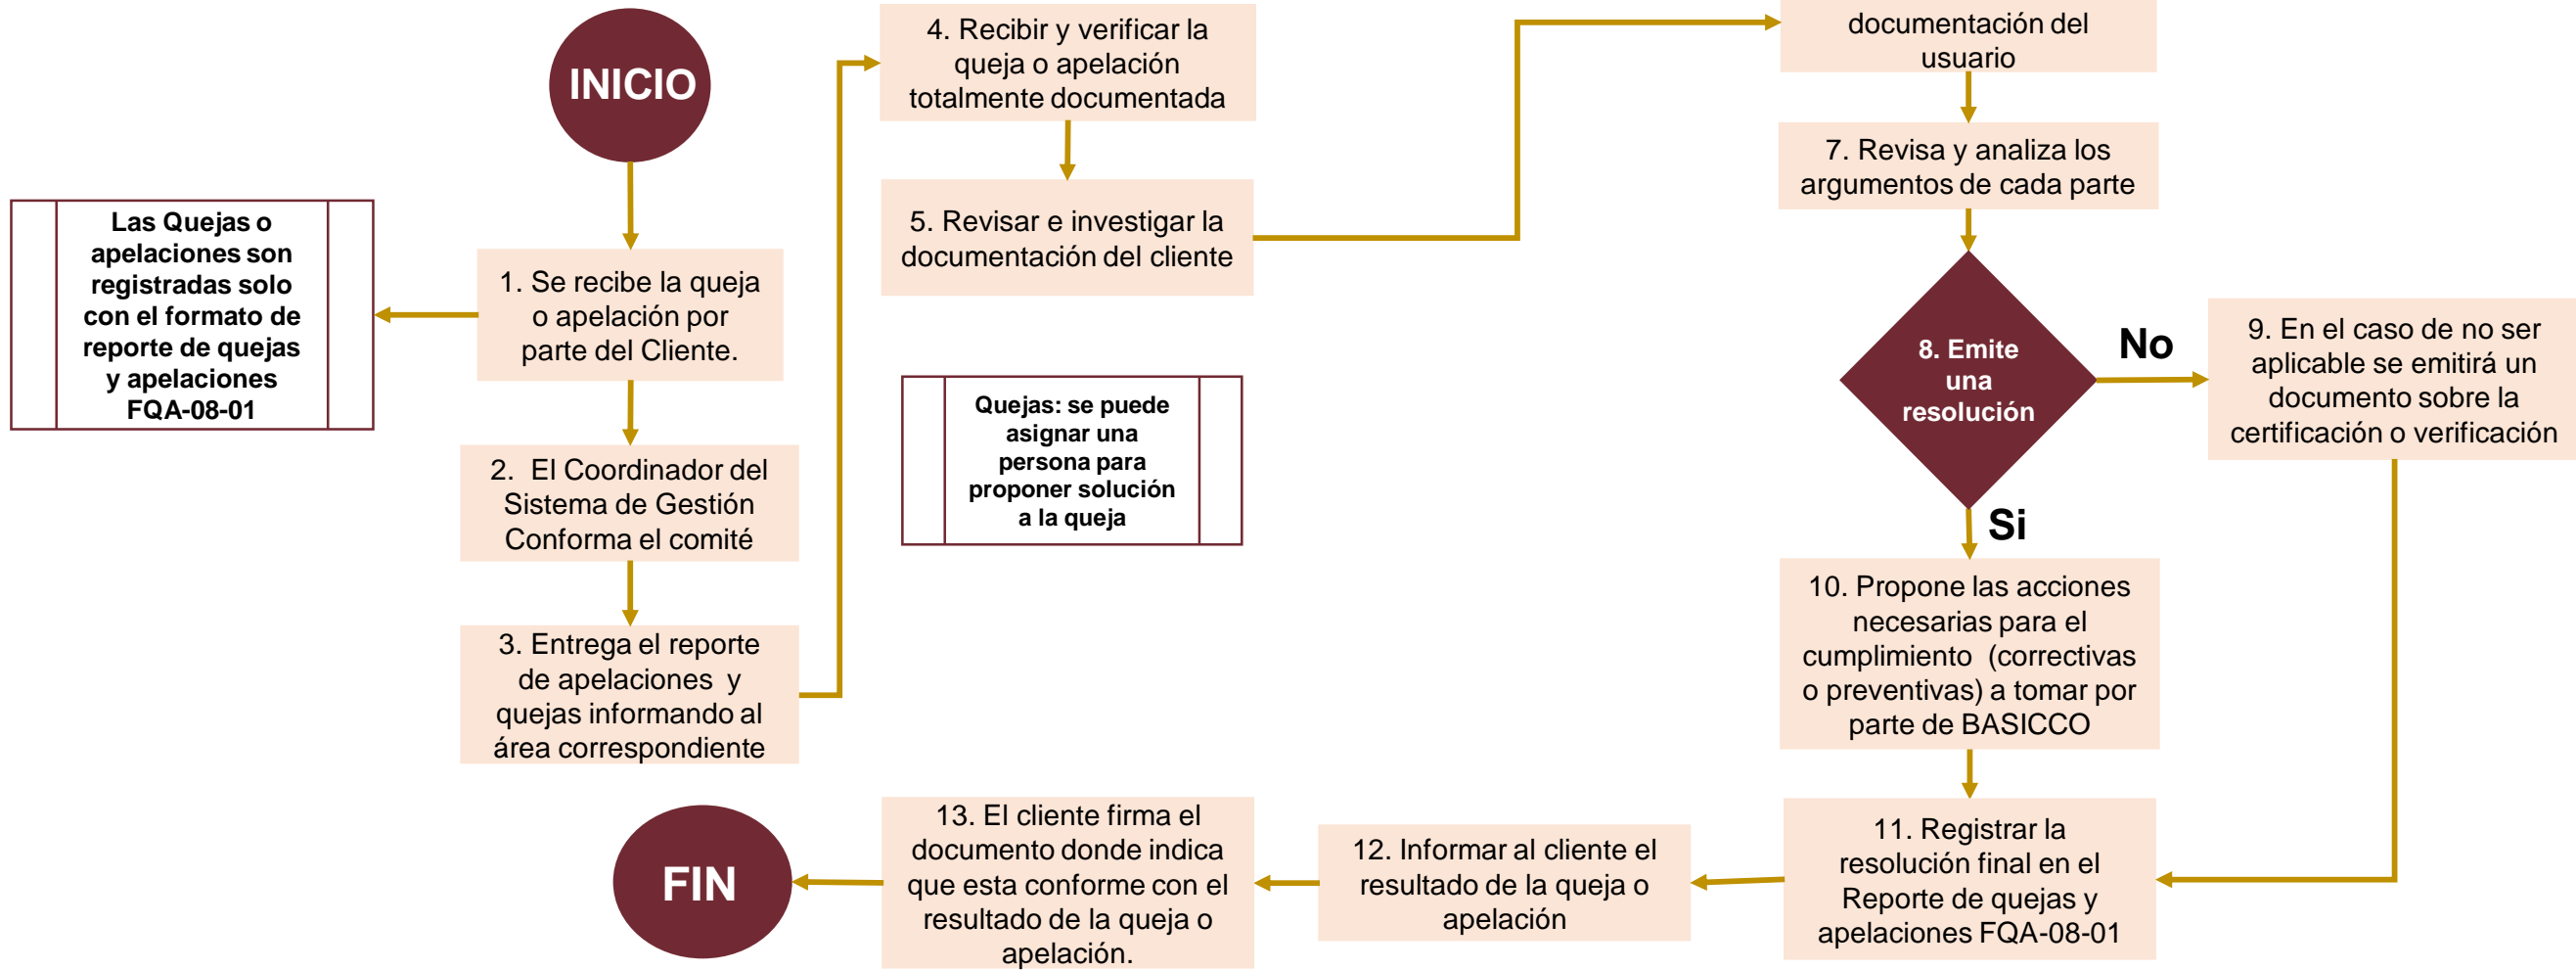 INICIO
Las Quejas o
apelaciones son
registradas solo
con el formato de
reporte de quejas
y apelaciones
FQA-08-01
1. Se recibe la queja
o apelación por
parte del Cliente.
2. El Coordinador del
Sistema de Gestión
Conforma el comité
3. Entrega el reporte
de apelaciones y
quejas informando al
área correspondiente
4. Recibir y verificar la
queja o apelación
totalmente documentada
5. Revisar e investigar la
documentación del cliente
Quejas: se puede
asignar una
persona para
proponer solución
a la queja
documentación del
usuario
7. Revisa y analiza los
argumentos de cada parte
8. Emite
una
resolución
No
9. En el caso de no ser
aplicable se emitirá un
documento sobre la
certificación o verificación
Si
10. Propone las acciones
necesarias para el
cumplimiento (correctivas
o preventivas) a tomar por
parte de BASICCO
11. Registrar la
resolución final en el
Reporte de quejas y
apelaciones FQA-08-01
12. Informar al cliente el
resultado de la queja o
apelación
13. El cliente firma el
documento donde indica
que esta conforme con el
resultado de la queja o
apelación.
FIN